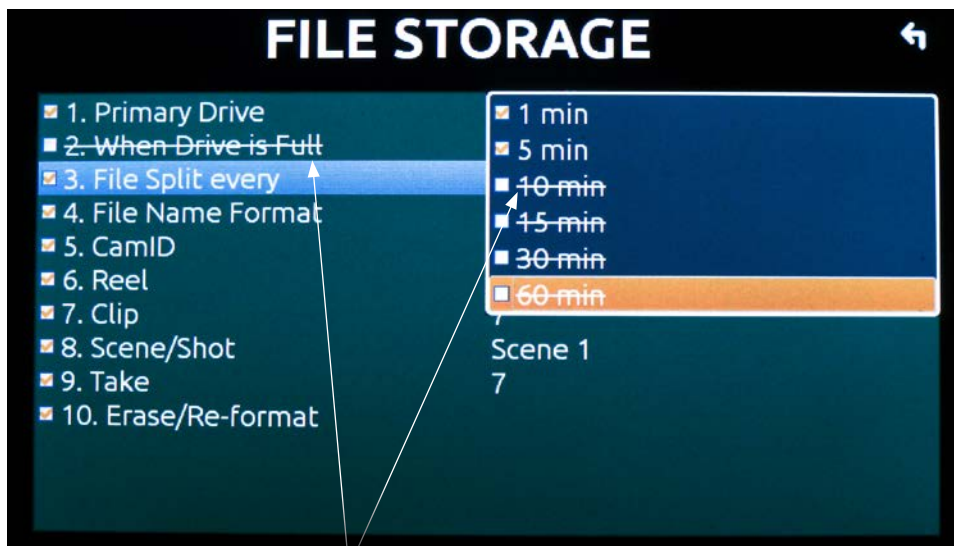 FILE STORAGE
1. Primary Drive
2. When Drive is Full
3. File Split every
4. File Name Format
5. CamID
6. Reel
7. Clip
8. Scene/Shot
9. Take
10. Erase/Re-format
1 min
5 min
10 min
15 min
30 min
60 min
7
Scene 1
7